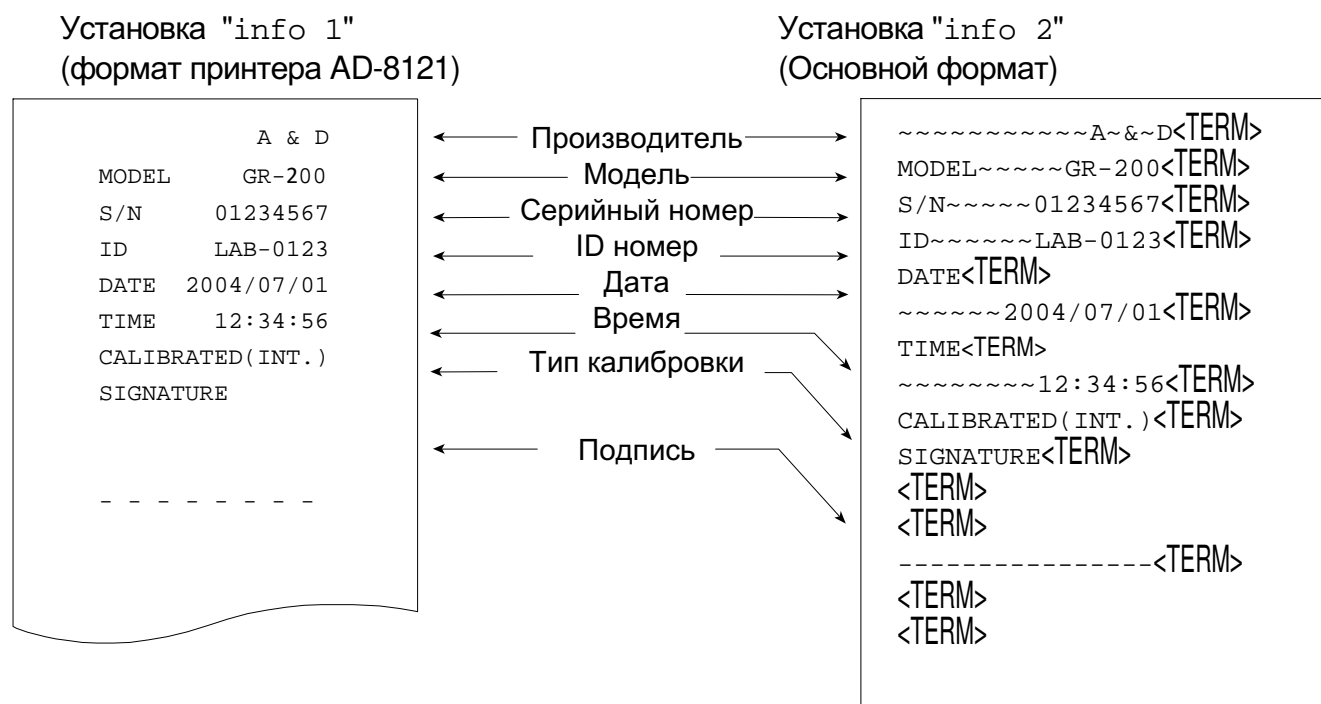 Установка "info 1"
(формат принтера AD-8121)
A & D
MODEL GR-200
S/N 01234567
ID LAB-0123
DATE 2004/07/01
TIME 12:34:56
CALIBRATED(INT.)
SIGNATURE
- - - - - - - -
Производитель
Модель
Серийный номер
ID номер
Дата
Время
Тип калибровки
Подпись
Установка "info 2"
(Основной формат)
~~~~~~~~~~~A~&~D<TERM>
MODEL~~~~~GR-200<TERM>
S/N~~~~~01234567<TERM>
ID~~~~~~LAB-0123<TERM>
DATE<TERM>
~~~~~~2004/07/01<TERM>
TIME<TERM>
~~~~~~~~12:34:56<TERM>
CALIBRATED(INT.)<TERM>
SIGNATURE<TERM>
<TERM>
<TERM>
----------------<TERM>
<TERM>
<TERM>